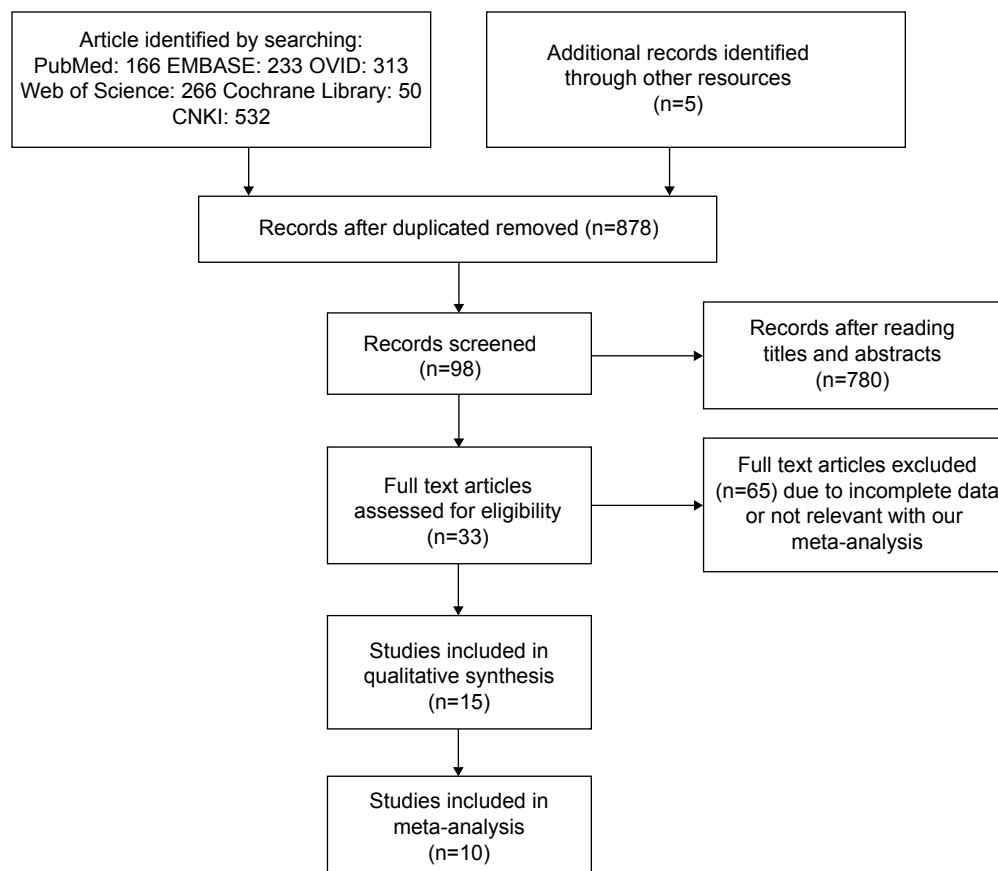 Article identified by searching:
PubMed: 166 EMBASE: 233 OVID: 313
Web of Science: 266 Cochrane Library: 50
CNKI: 532
Additional records identified
through other resources
(n=5)
Records after duplicated removed (n=878)
Records screened
(n=98)
Records after reading
titles and abstracts
(n=780)
Full text articles
assessed for eligibility
(n=33)
Full text articles excluded
(n=65) due to incomplete data
or not relevant with our
meta-analysis
Studies included in
qualitative synthesis
(n=15)
Studies included in
meta-analysis
(n=10)